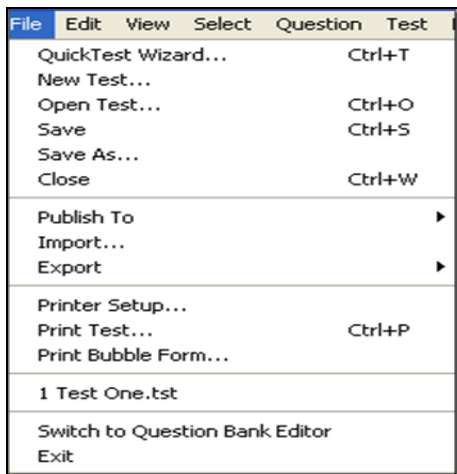 File Edit View Select Question Test
QuickTest Wizard... Ctrl+T
New Test...
Open Test... Ctrl+O
Save Ctrl+S
Save As...
Close Ctrl+W
Publish To
Import...
Export
Printer Setup...
Print Test... Ctrl+P
Print Bubble Form...
1 Test One.tst
Switch to Question Bank Editor
Exit